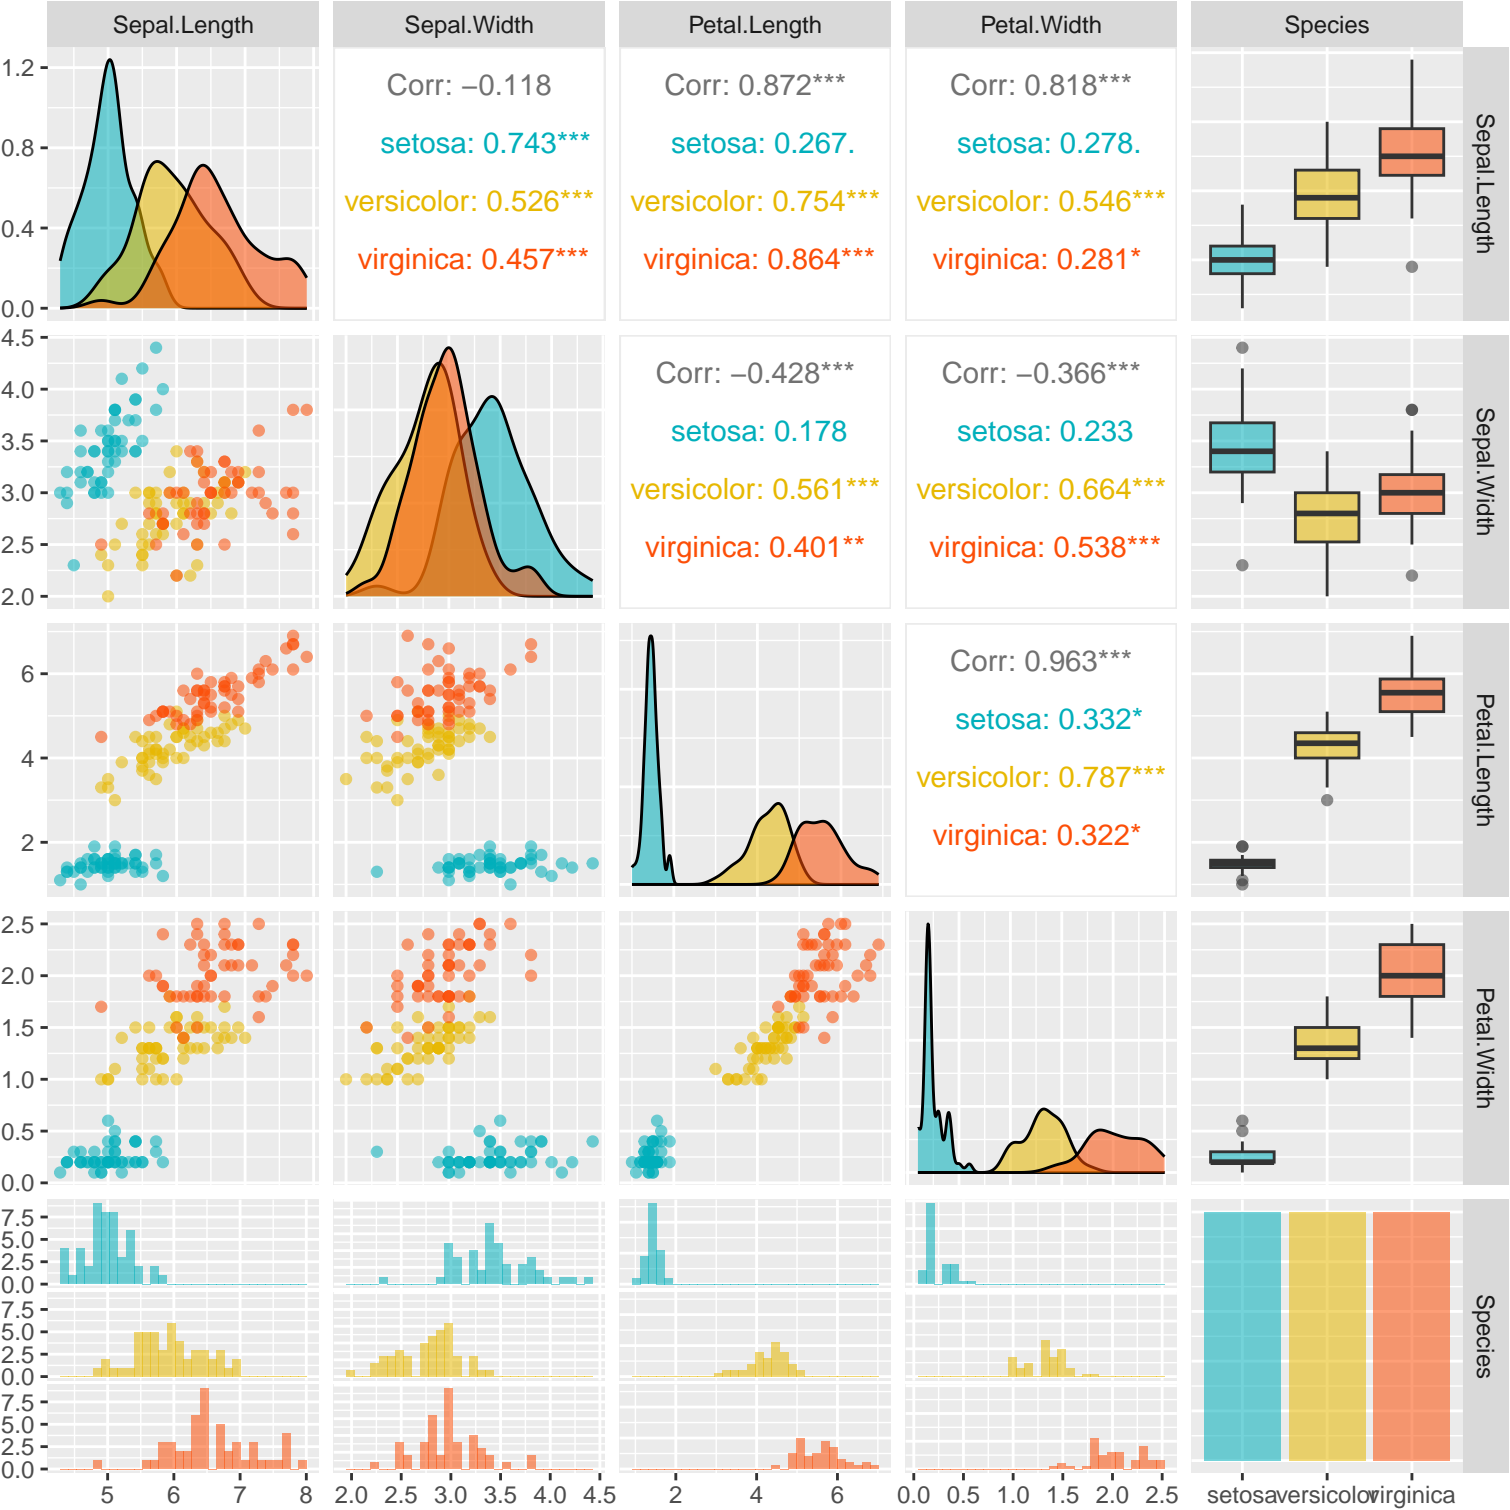 Sepal.Length Sepal.Width Petal.Length Petal.Width Species
1.2
0.8
0.4
0.0
Corr: −0.118
setosa: 0.743***
versicolor: 0.526***
virginica: 0.457***
Corr: 0.872***
setosa: 0.267.
versicolor: 0.754***
virginica: 0.864***
Corr: 0.818***
setosa: 0.278.
versicolor: 0.546***
virginica: 0.281*
Sepal.Length
4.5
4.0
3.5
3.0
2.5
2.0
Corr: −0.428***
setosa: 0.178
versicolor: 0.561***
virginica: 0.401**
Corr: −0.366***
setosa: 0.233
versicolor: 0.664***
virginica: 0.538***
Sepal.Width
6
4
2
Corr: 0.963***
setosa: 0.332*
versicolor: 0.787***
virginica: 0.322*
Petal.Length
2.5
2.0
1.5
1.0
0.5
0.0
Petal.Width
7.5
5.0
2.5
0.0
7.5
5.0
2.5
0.0
7.5
5.0
2.5
0.0
Species
5 6 7 8
2.0 2.5 3.0 3.5 4.0 4.5
2 4 6
0.0 0.5 1.0 1.5 2.0 2.5
setosa versicolor virginica